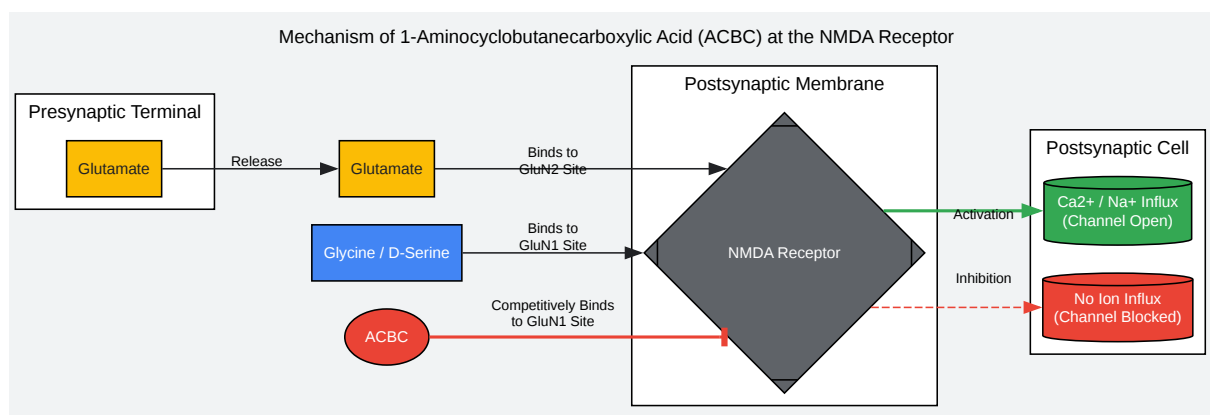 Mechanism of 1-Aminocyclobutanecarboxylic Acid (ACBC) at the NMDA Receptor
Presynaptic Terminal
Glutamate
Release
Glutamate
Binds to
GluN2 Site
Glycine / D-Serine
Binds to
GluN1 Site
ACBC
Competitively Binds
to GluN1 Site
Postsynaptic Membrane
NMDA Receptor
Activation
Inhibition
Postsynaptic Cell
Ca2+ / Na+ Influx
(Channel Open)
No Ion Influx
(Channel Blocked)